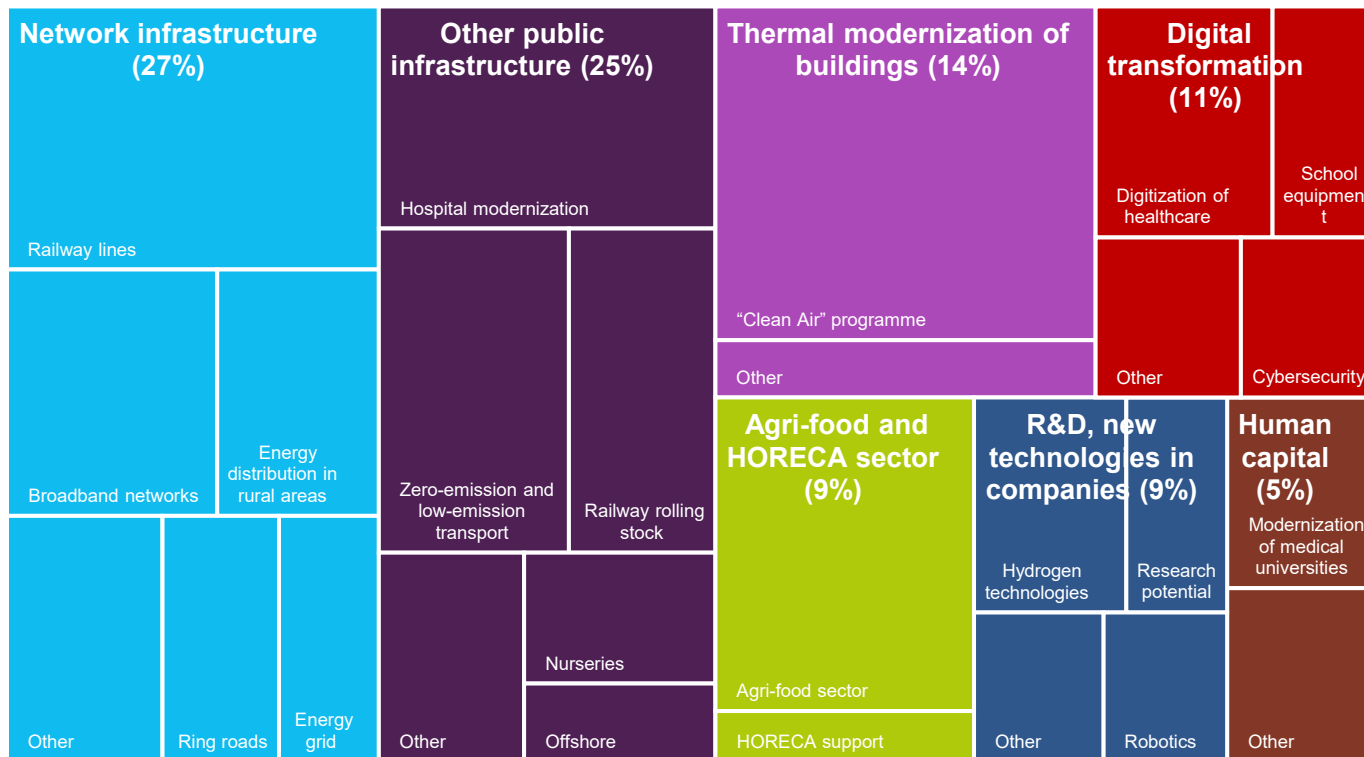 Network infrastructure
(27%)
Railway lines
Broadband networks
Energy
distribution in
rural areas
Other
Ring roads
Energy
grid
Other public
infrastructure (25%)
Hospital modernization
Zero-emission and
low-emission
transport
Railway rolling
stock
Other
Nurseries
Offshore
Thermal modernization of
buildings (14%)
“Clean Air” programme
Other
Digital
transformation
(11%)
Digitization of
healthcare
School
equipmen
t
Other
Cybersecurity
Agri-food and
HORECA sector
(9%)
Agri-food sector
HORECA support
R&D, new
technologies in
companies (9%)
Hydrogen
technologies
Research
potential
Other
Robotics
Human
capital
(5%)
Modernization
of medical
universities
Other